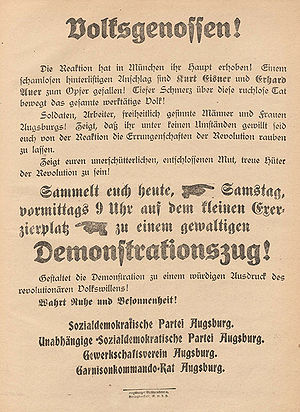 Volksgenossen!
Die Reaktion hat in München ihr Haupt erhoben! Einem
schamlosen hinterlistigen Anschlag sind Kurt Eisner und Erhard
Auer zum Opfer gefallen! Tiefer Schmerz über diese ruchlose Tat
bewegt das gesamte werktätige Volk!
Soldaten, Arbeiter, freiheitlich gesinnte Männer und Frauen
Augsburgs! Zeigt, daß ihr unter keinen Umständen gewillt seid
euch von der Reaktion die Errungenschaften der Revolution rauben
zu lassen.
Zeigt euren unerschütterlichen, entschlossenen Mut, treue Hüter
der Revolution zu sein!
Sammelt euch heute, Samstag,
vormittags 9 Uhr auf dem kleinen Exer-
zierplatz zu einem gewaltigen
Demonstrationszug!
Gestaltet die Demonstration zu einem würdigen Ausdruck des
revolutionären Volkswillens!
Wahrt Ruhe und Besonnenheit!
Sozialdemokratische Partei Augsburg.
Unabhängige Sozialdemokratische Partei Augsburg.
Gewerkschaftsverein Augsburg.
Garnisonkommando-Rat Augsburg.